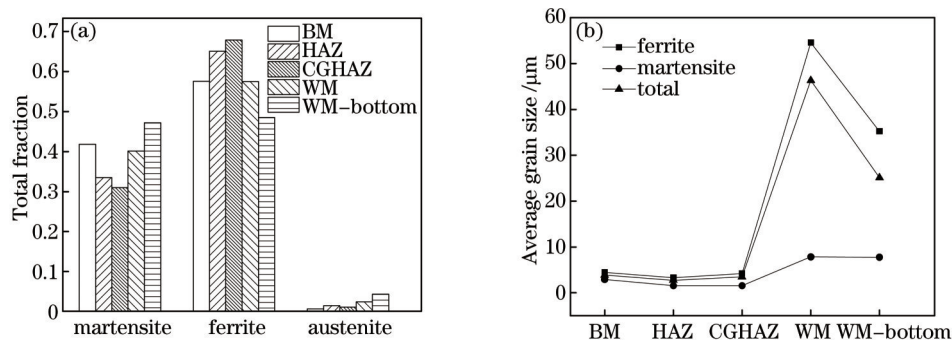 (a)
BM
HAZ
CGHAZ
WM
WM-bottom
Total fraction
0.7
0.6
0.5
0.4
0.3
0.2
0.1
0
martensite ferrite austenite
(b)
ferrite
martensite
total
Average grain size /μm
60
50
40
30
20
10
0
BM HAZ CGHAZ WM WM-bottom